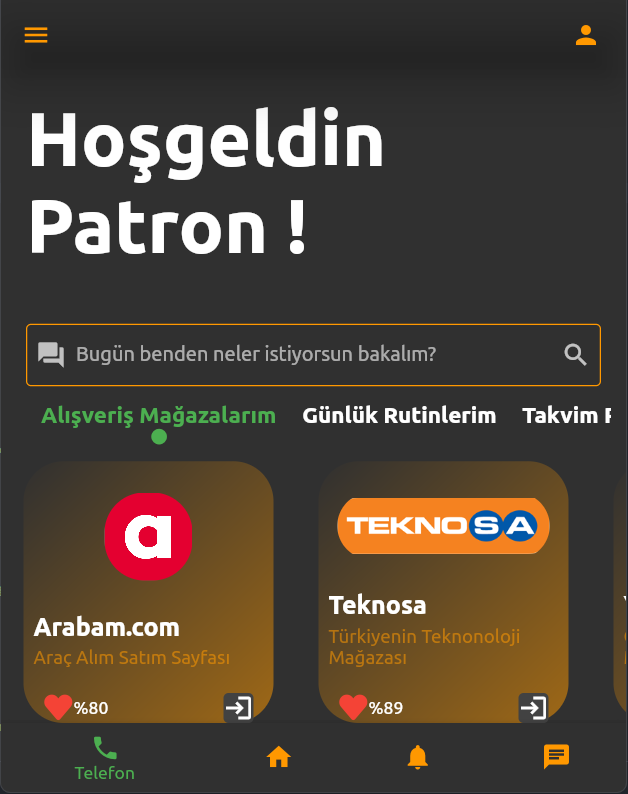 Hoşgeldin
Patron !
Bugün benden neler istiyorsun bakalım?
Alışveriş Mağazalarım
Günlük Rutinlerim
Takvim
a
Arabam.com
Araç Alım Satım Sayfası
%80
TEKNOSA
Teknosa
Türkiyenin Teknonoloji
Mağazası
%89
Telefon